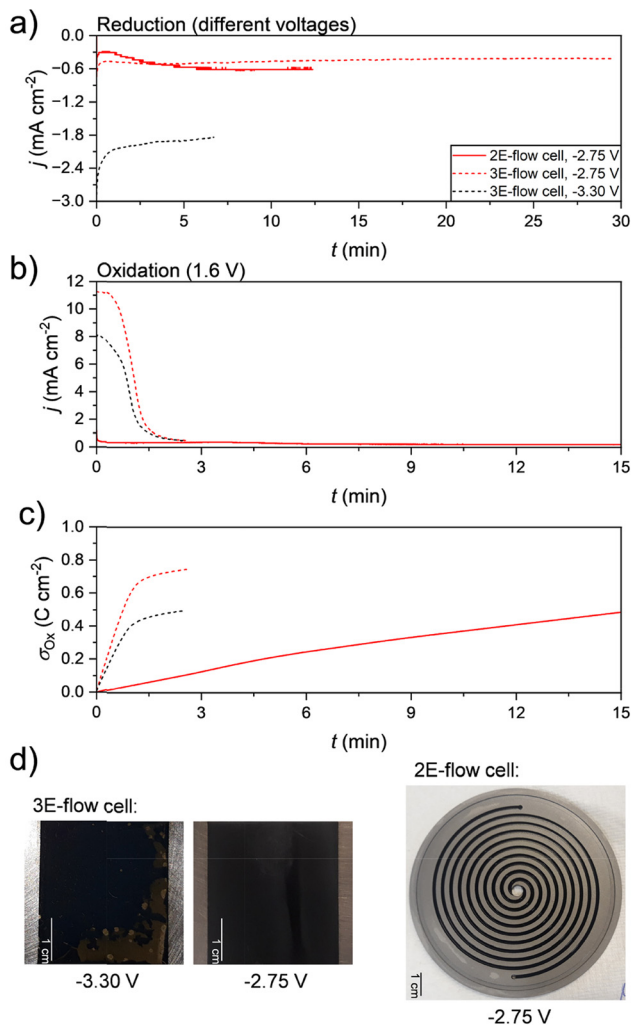 a)
Reduction (different voltages)
0.0
-0.6
-1.2
-1.8
-2.4
-3.0
j (mA cm-2)
2E-flow cell, -2.75 V
3E-flow cell, -2.75 V
3E-flow cell, -3.30 V
0 5 10 15 20 25 30
t (min)
b)
Oxidation (1.6 V)
12
10
8
6
4
2
0
j (mA cm-2)
0 3 6 9 12 15
t (min)
c)
1.0
0.8
0.6
0.4
0.2
0.0
σOx (C cm-2)
0 3 6 9 12 15
t (min)
d)
3E-flow cell:
2E-flow cell:
1 cm
1 cm
1 cm
-3.30 V
-2.75 V
-2.75 V